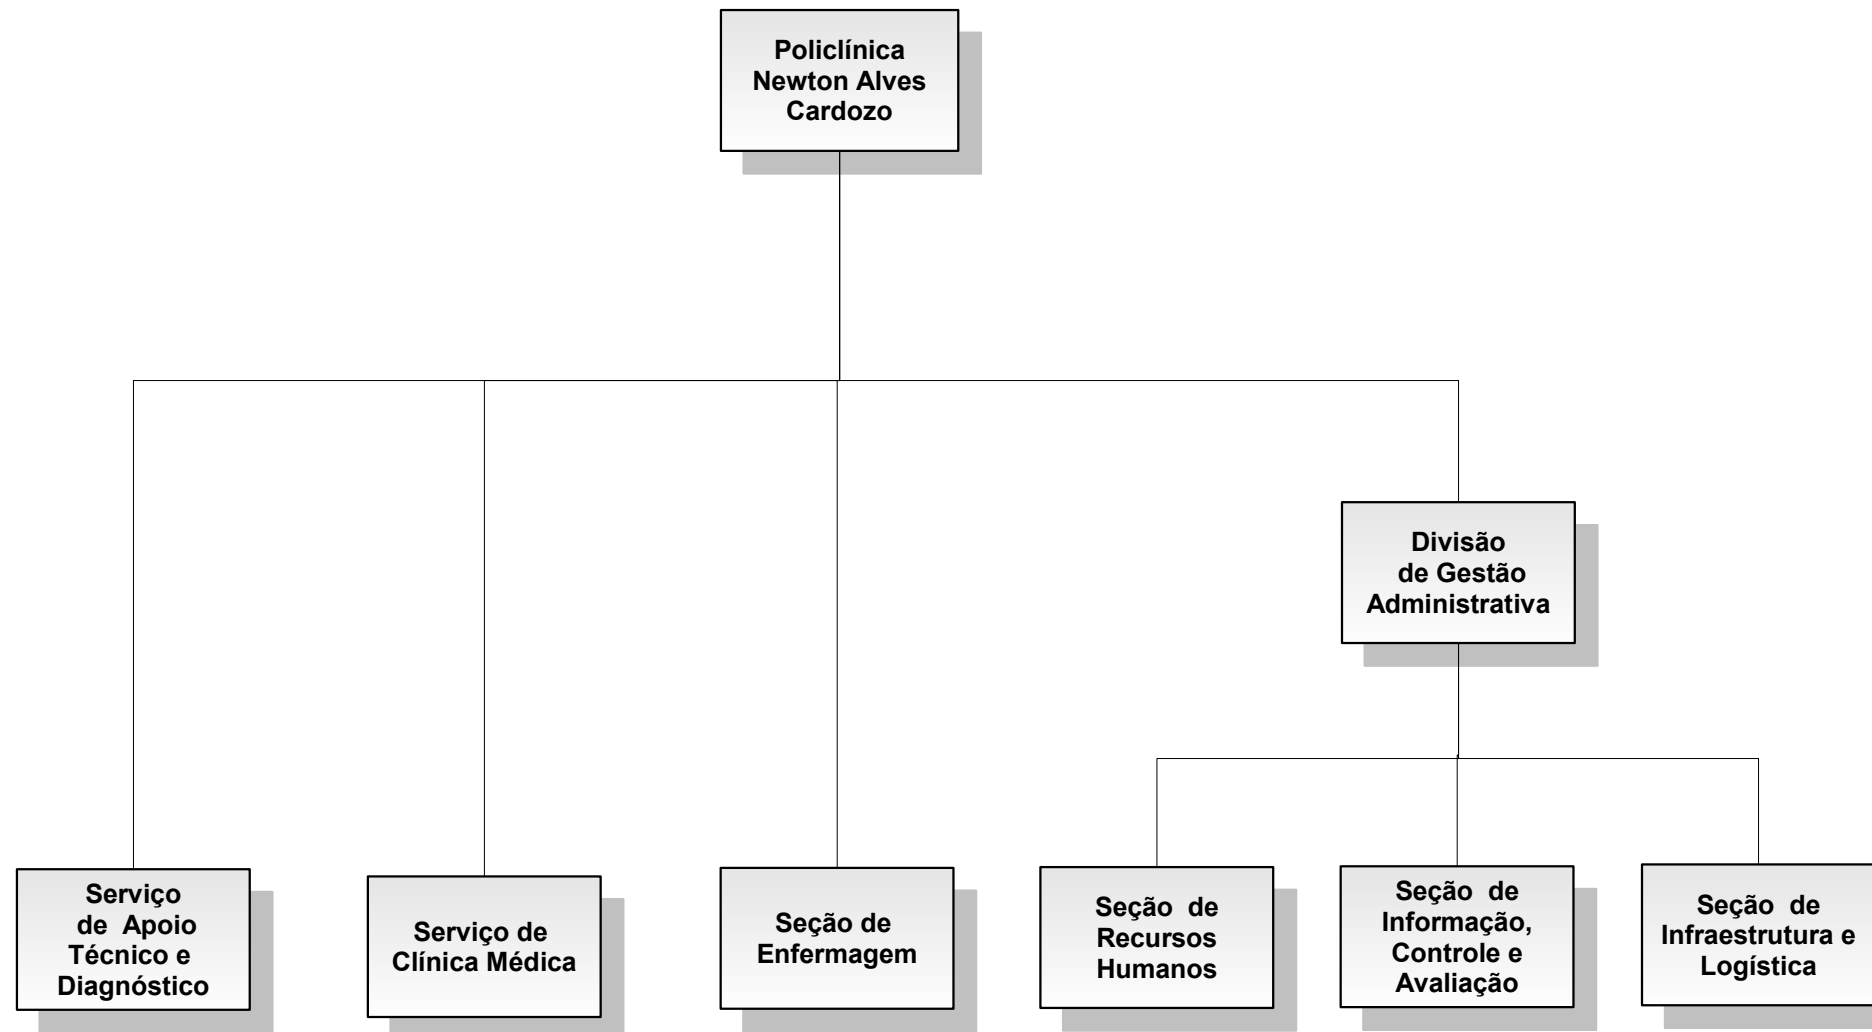 Policlínica
Newton Alves
Cardozo
Divisão
de Gestão
Administrativa
Serviço
de Apoio
Técnico e
Diagnóstico
Serviço de
Clínica Médica
Seção de
Enfermagem
Seção de
Recursos
Humanos
Seção de
Informação,
Controle e
Avaliação
Seção de
Infraestrutura e
Logística